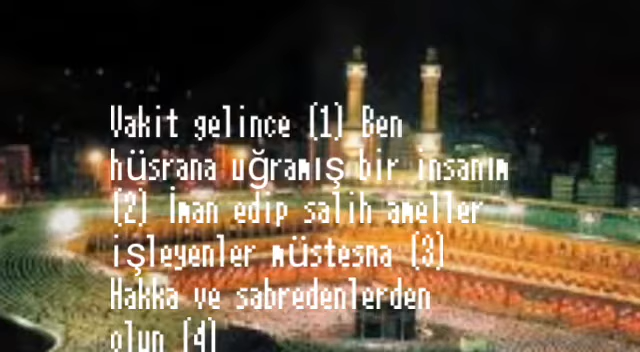 Vakit gelince (1) Ben
hüsrana uğramış bir insanım
(2) İman edip salih ameller
işleyenler müstesna (3)
Hakka ve sabredenlerden
olun (4)